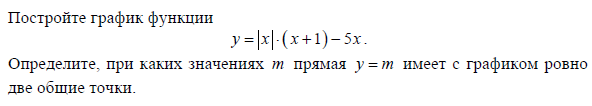 Постройте график функции
y = |x| · (x + 1) − 5x.
Определите, при каких значениях m прямая y = m имеет с графиком ровно
две общие точки.